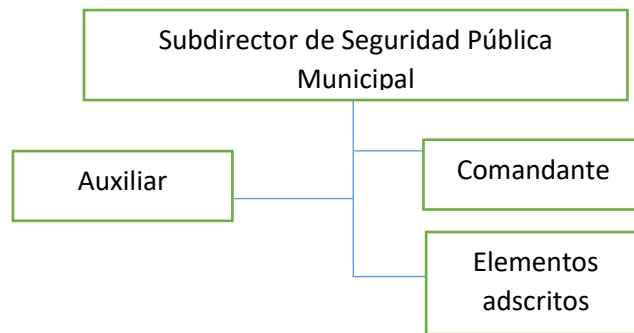 Subdirector de Seguridad Pública
Municipal
Auxiliar
Comandante
Elementos
adscritos